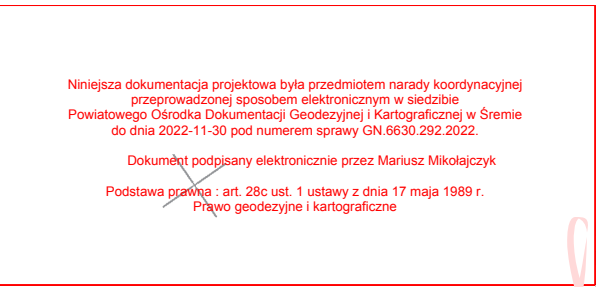 Niniejsza dokumentacja projektowa była przedmiotem narady koordynacyjnej
przeprowadzonej sposobem elektronicznym w siedzibie
Powiatowego Ośrodka Dokumentacji Geodezyjnej i Kartograficznej w Śremie
do dnia 2022-11-30 pod numerem sprawy GN.6630.292.2022.
Dokument podpisany elektronicznie przez Mariusz Mikołajczyk
Podstawa prawna : art. 28c ust. 1 ustawy z dnia 17 maja 1989 r.
Prawo geodezyjne i kartograficzne